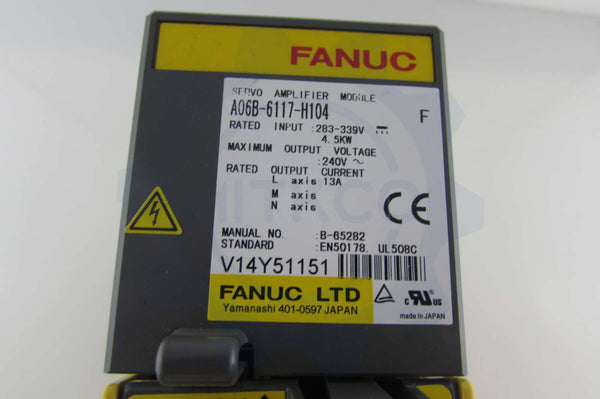 FANUC
SERVO AMPLIFIER MODULE
A06B-6117-H104
F
RATED INPUT :283-339V
4.5KW
MAXIMUM OUTPUT VOLTAGE
:240V ~
RATED OUTPUT CURRENT
L axis 13A
M axis
N axis
CE
MANUAL NO. :B-65282
STANDARD :EN50178. UL508C
V14Y51151
FANUC LTD
Yamanashi 401-0597 JAPAN
c RU us
made in JAPAN